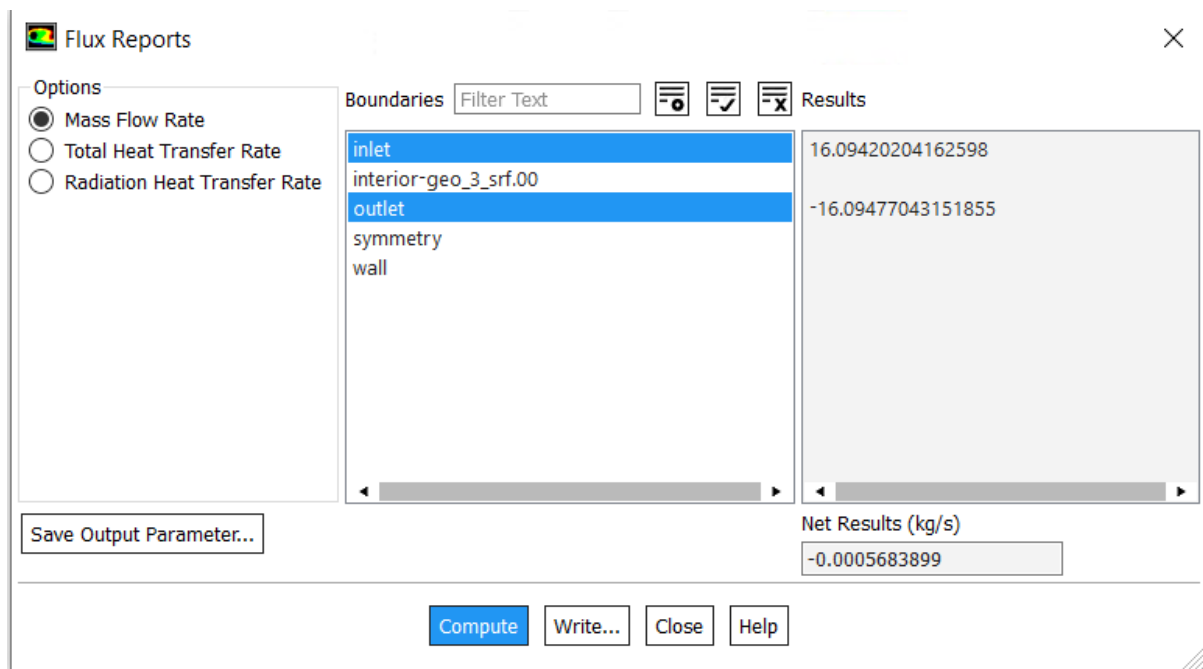 Flux Reports
Options
Mass Flow Rate
Total Heat Transfer Rate
Radiation Heat Transfer Rate
Save Output Parameter...
Boundaries Filter Text
inlet
interior-geo_3_srf.00
outlet
symmetry
wall
Results
16.09420204162598
-16.09477043151855
Net Results (kg/s)
-0.0005683899
Compute Write... Close Help